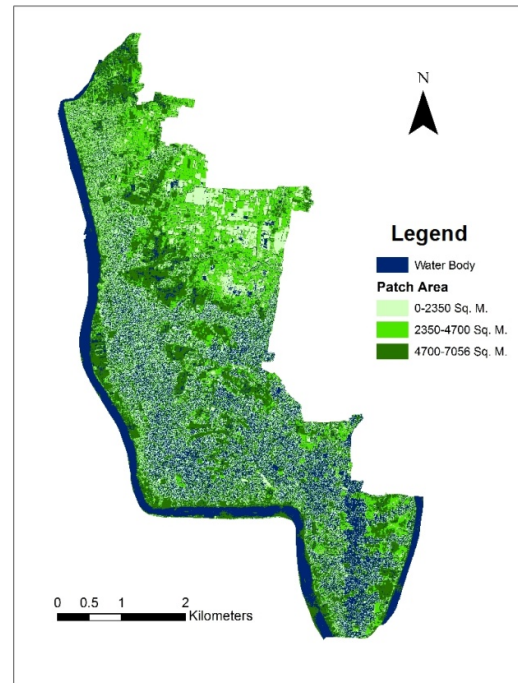 N
Legend
Water Body
Patch Area
0-2350 Sq. M.
2350-4700 Sq. M.
4700-7056 Sq. M.
0 0.5 1 2
Kilometers